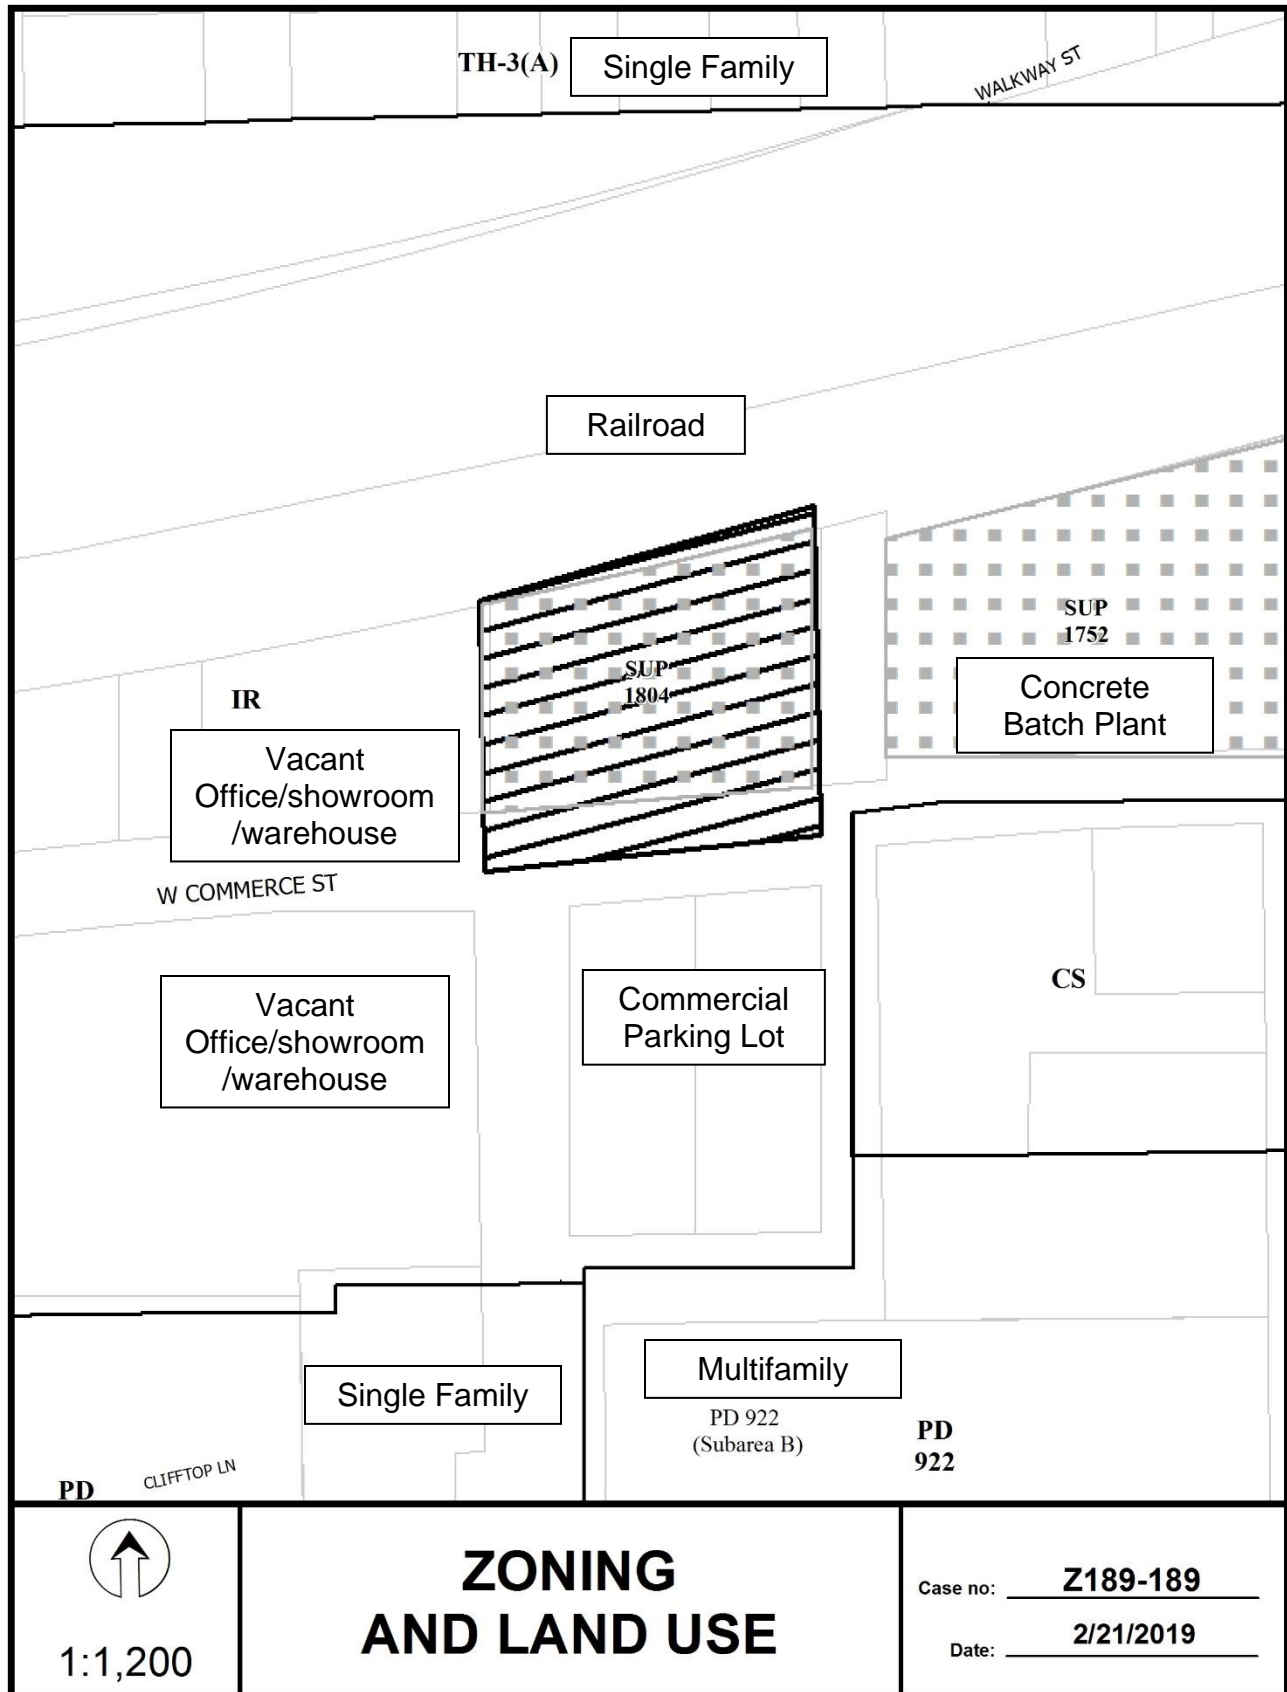 TH-3(A)
Single Family
WALKWAY ST
Railroad
SUP
1752
Concrete
Batch Plant
SUP
1804
IR
Vacant
Office/showroom
/warehouse
W COMMERCE ST
Vacant
Office/showroom
/warehouse
Commercial
Parking Lot
CS
Single Family
Multifamily
PD 922
(Subarea B)
PD
922
PD
CLIFFTOP LN
1:1,200
ZONING
AND LAND USE
Case no: Z189-189
Date: 2/21/2019